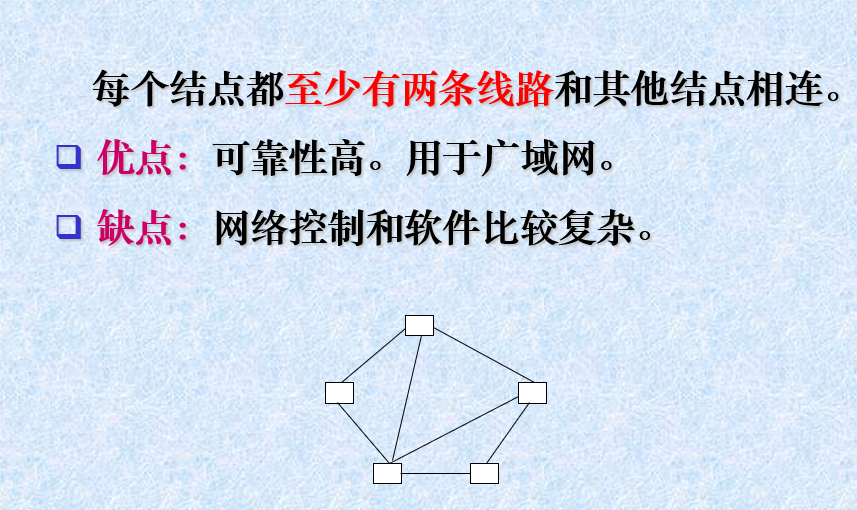 每个结点都至少有两条线路和其他结点相连。
优点：可靠性高。用于广域网。
缺点：网络控制和软件比较复杂。